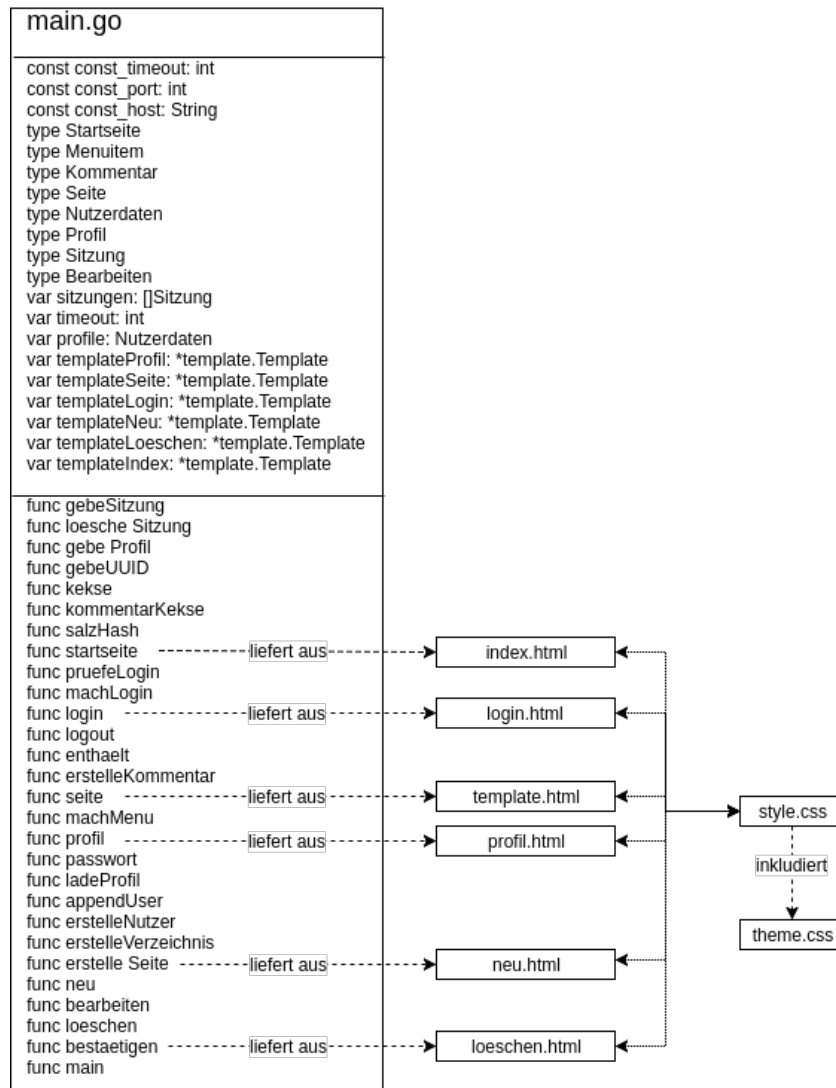 main.go
const const_timeout: int
const const_port: int
const const_host: String
type Startseite
type Menuitem
type Kommentar
type Seite
type Nutzerdaten
type Profil
type Sitzung
type Bearbeiten
var sitzungen: []Sitzung
var timeout: int
var profile: Nutzerdaten
var templateProfil: *template.Template
var templateSeite: *template.Template
var templateLogin: *template.Template
var templateNeu: *template.Template
var templateLoeschen: *template.Template
var templateIndex: *template.Template
func gebeSitzung
func loesche Sitzung
func gebe Profil
func gebeUUID
func kekse
func kommentarKekse
func salzHash
func startseite liefert aus index.html
func pruefeLogin
func machLogin
func login liefert aus login.html
func logout
func enthaelt
func erstelleKommentar
func seite liefert aus template.html
func machMenu
func profil liefert aus profil.html
func passwort
func ladeProfil
func appendUser
func erstelleNutzer
func erstelleVerzeichnis
func erstelle Seite liefert aus neu.html
func neu
func bearbeiten
func loeschen
func bestaetigen liefert aus loeschen.html
func main
style.css
inkludiert
theme.css